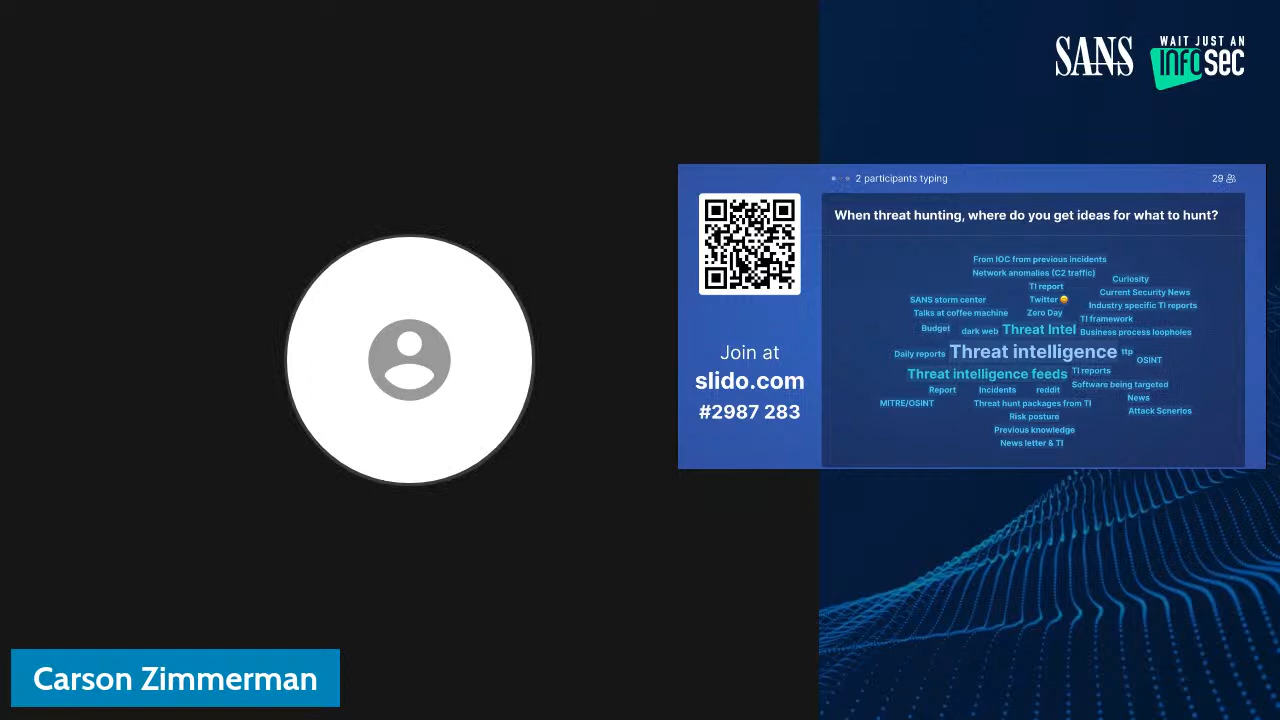 SANS
WAIT JUST AN
INFOSEC
2 participants typing
29
When threat hunting, where do you get ideas for what to hunt?
From IOC from previous incidents
Network anomalies (C2 traffic)
Curiosity
TI report
Current Security News
SANS storm center
Twitter 😀
Industry specific TI reports
Talks at coffee machine
Zero Day
TI framework
Budget
dark web
Threat Intel
Business process loopholes
Daily reports
Threat intelligence
ttp
OSINT
Threat intelligence feeds
TI reports
Software being targeted
Report
Incidents
reddit
News
MITRE/OSINT
Threat hunt packages from TI
Attack Scnerios
Risk posture
Previous knowledge
News letter & TI
Join at
slido.com
#2987 283
Carson Zimmerman